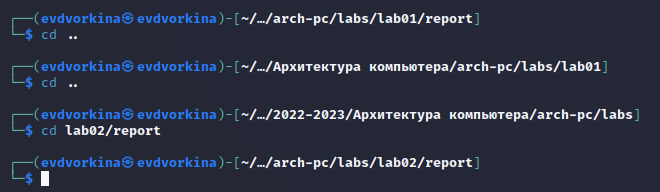 ┌──(evdvorkina㉿evdvorkina)-[~/…/arch-pc/labs/lab01/report]
└─$ cd ..
┌──(evdvorkina㉿evdvorkina)-[~/…/Архитектура компьютера/arch-pc/labs/lab01]
└─$ cd ..
┌──(evdvorkina㉿evdvorkina)-[~/…/2022-2023/Архитектура компьютера/arch-pc/labs]
└─$ cd lab02/report
┌──(evdvorkina㉿evdvorkina)-[~/…/arch-pc/labs/lab02/report]
└─$